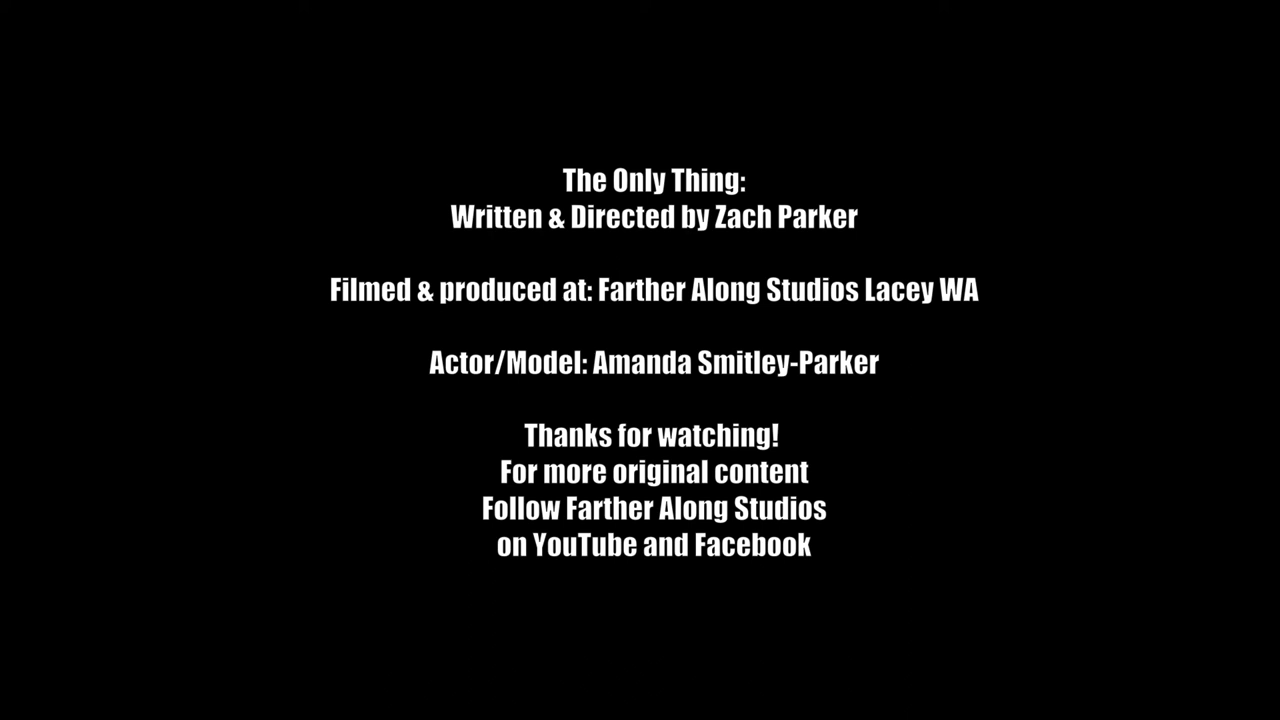 The Only Thing:
Written & Directed by Zach Parker
Filmed & produced at: Farther Along Studios Lacey WA
Actor/Model: Amanda Smitley-Parker
Thanks for watching!
For more original content
Follow Farther Along Studios
on YouTube and Facebook